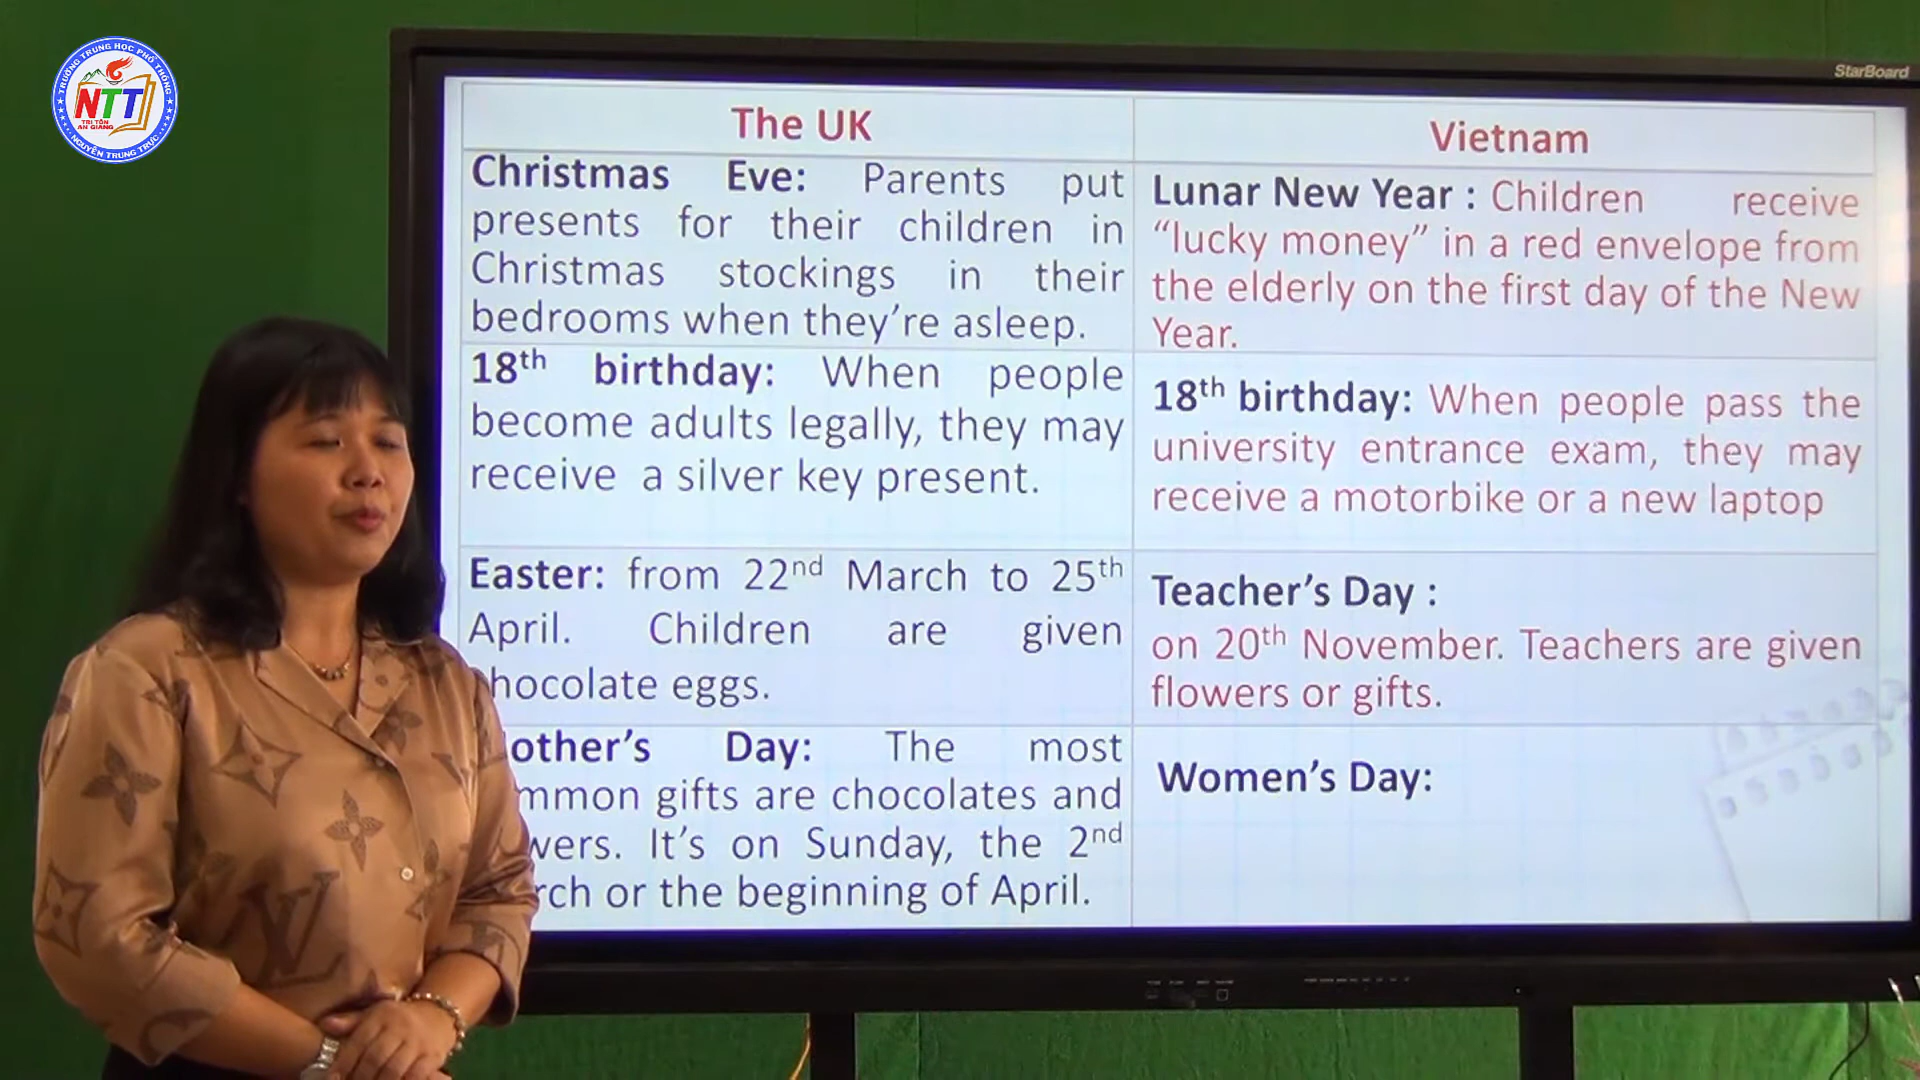 TRƯỜNG TRUNG HỌC PHỔ THÔNG
NTT
TRI TÔN
AN GIANG
NGUYỄN TRUNG TRỰC
StarBoard
The UK
Christmas Eve: Parents put
presents for their children in
Christmas stockings in their
bedrooms when they’re asleep.
18th birthday: When people
become adults legally, they may
receive a silver key present.
Easter: from 22nd March to 25th
April. Children are given
hocolate eggs.
other’s Day: The most
mmon gifts are chocolates and
wers. It’s on Sunday, the 2nd
rch or the beginning of April.
Vietnam
Lunar New Year : Children receive
“lucky money” in a red envelope from
the elderly on the first day of the New
Year.
18th birthday: When people pass the
university entrance exam, they may
receive a motorbike or a new laptop
Teacher’s Day :
on 20th November. Teachers are given
flowers or gifts.
Women’s Day: